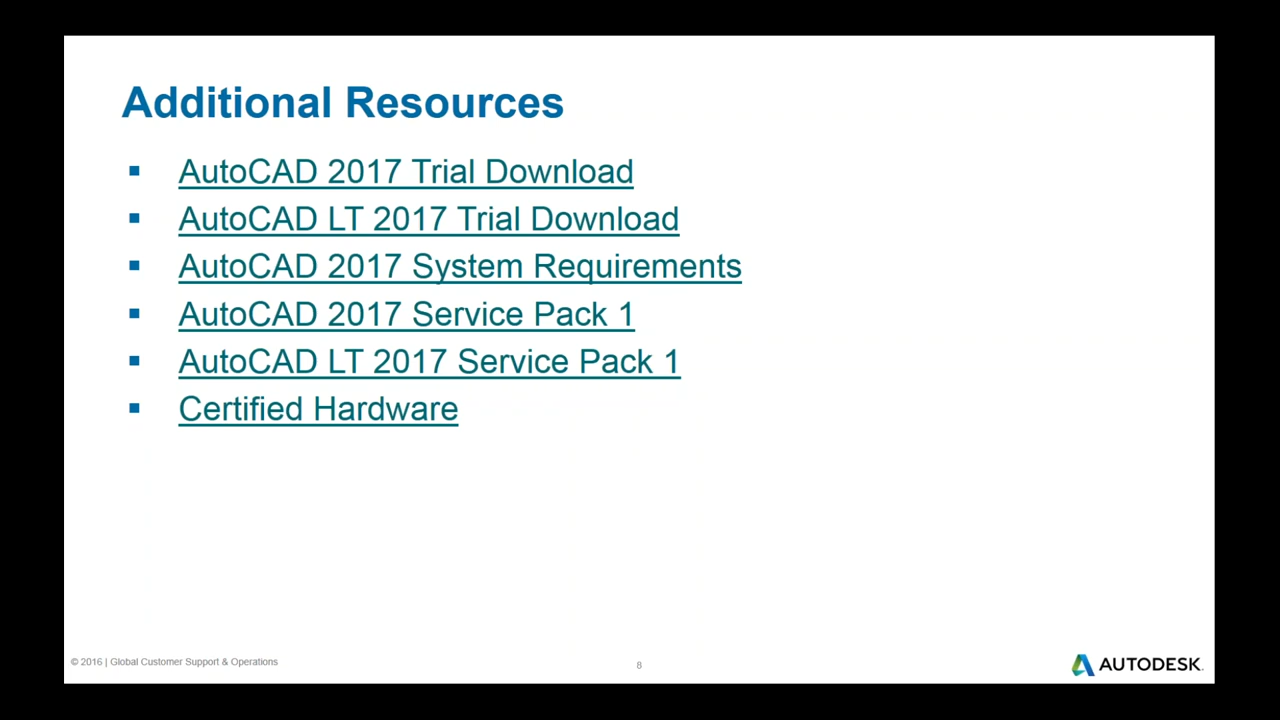 Additional Resources
▪ AutoCAD 2017 Trial Download
▪ AutoCAD LT 2017 Trial Download
▪ AutoCAD 2017 System Requirements
▪ AutoCAD 2017 Service Pack 1
▪ AutoCAD LT 2017 Service Pack 1
▪ Certified Hardware
© 2016 | Global Customer Support & Operations
8
AUTODESK.